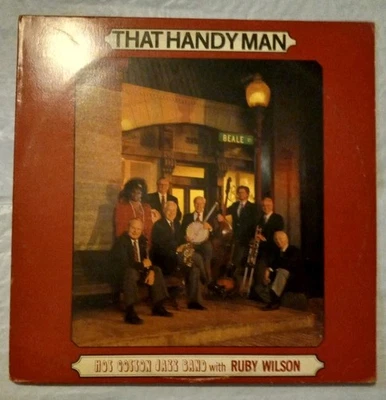 THAT HANDY MAN
BEALE
HOT COTTON JAZZ BAND with RUBY WILSON